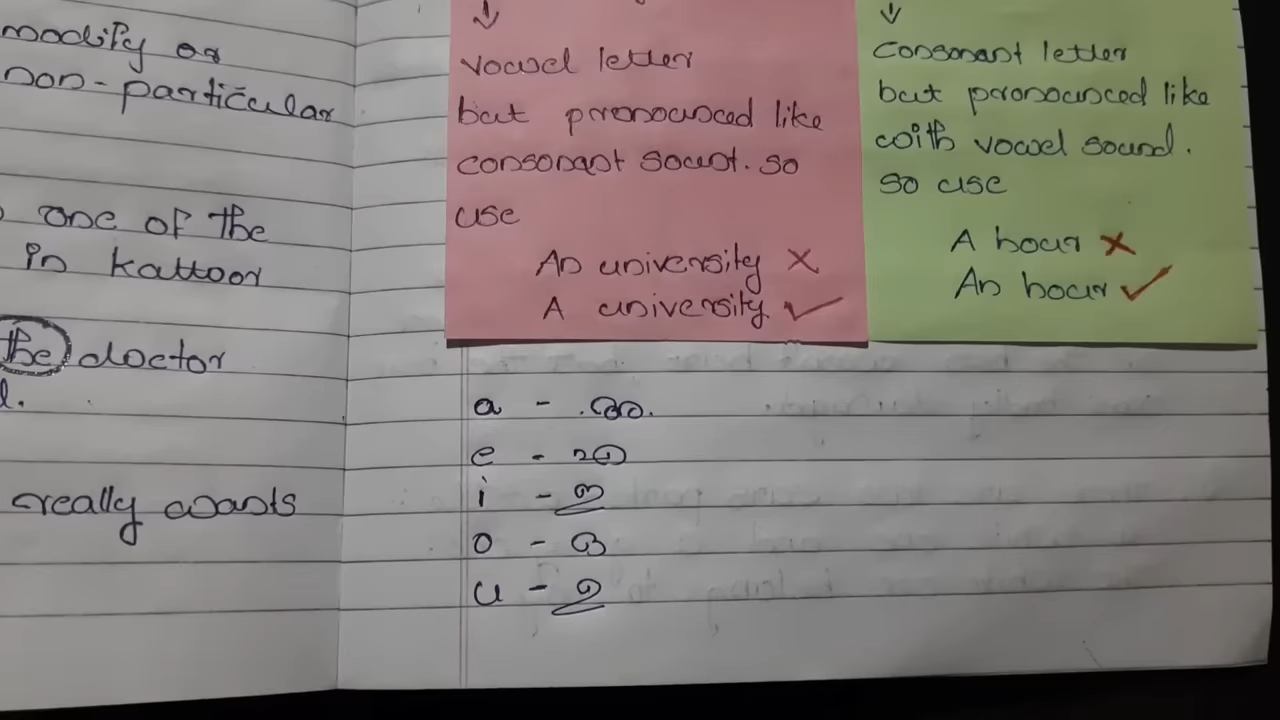 modify or
non-particular
one of the
in Kattoor
the doctor
l.
really wants
↓
vowel letter
but pronounced like
consonant sount. so
use
An university ✗
A university ✓
↓
consonant letter
but pronounced like
with vowel sound.
so use
A hour ✗
An hour ✓
a - അ.
e - എ
i - ഇ
o - ഒ
u - ഉ